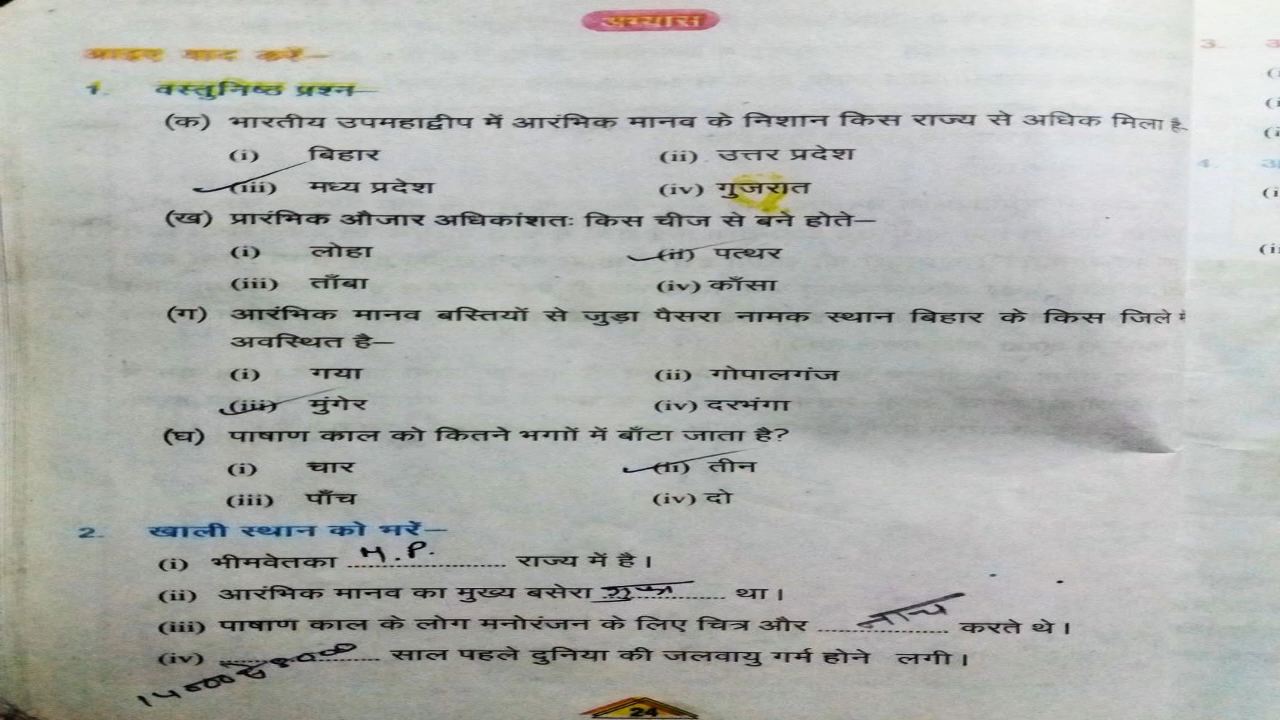 अभ्यास
आइए याद करें–
1. वस्तुनिष्ठ प्रश्न–
(क) भारतीय उपमहाद्वीप में आरंभिक मानव के निशान किस राज्य से अधिक मिला है–
(i) बिहार (ii) उत्तर प्रदेश
(iii) मध्य प्रदेश (iv) गुजरात
(ख) प्रारंभिक औजार अधिकांशतः किस चीज से बने होते–
(i) लोहा (ii) पत्थर
(iii) ताँबा (iv) काँसा
(ग) आरंभिक मानव बस्तियों से जुड़ा पैसरा नामक स्थान बिहार के किस जिले में
अवस्थित है–
(i) गया (ii) गोपालगंज
(iii) मुंगेर (iv) दरभंगा
(घ) पाषाण काल को कितने भगाों में बाँटा जाता है?
(i) चार (ii) तीन
(iii) पाँच (iv) दो
2. खाली स्थान को भरें–
(i) भीमवेतका M.P. राज्य में है।
(ii) आरंभिक मानव का मुख्य बसेरा गुफा था।
(iii) पाषाण काल के लोग मनोरंजन के लिए चित्र और नाच करते थे।
(iv) साल पहले दुनिया की जलवायु गर्म होने लगी।
24